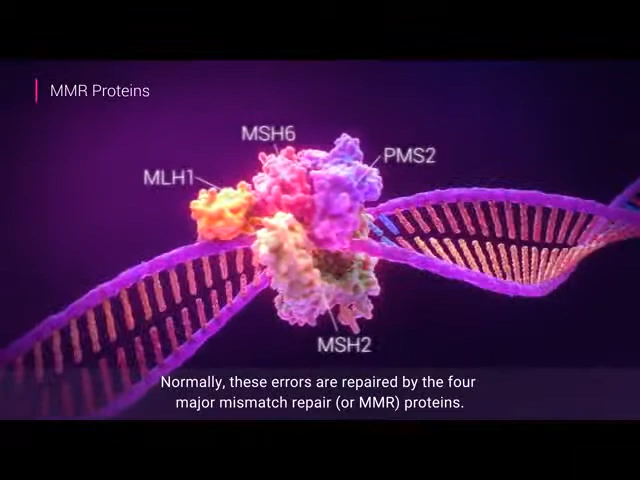 MMR Proteins
MSH6
PMS2
MLH1
MSH2
Normally, these errors are repaired by the four
major mismatch repair (or MMR) proteins.